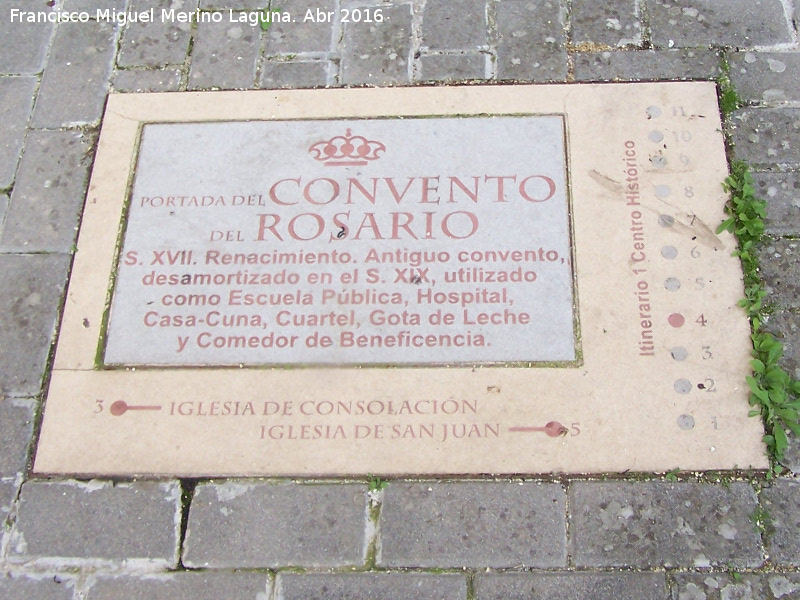 Francisco Miguel Merino Laguna. Abr 2016
PORTADA DEL CONVENTO
DEL ROSARIO
S. XVII. Renacimiento. Antiguo convento,
desamortizado en el S. XIX, utilizado
como Escuela Pública, Hospital,
Casa-Cuna, Cuartel, Gota de Leche
y Comedor de Beneficencia.
3 IGLESIA DE CONSOLACIÓN
IGLESIA DE SAN JUAN 5
Itinerario 1 Centro Histórico
11
10
9
8
7
6
5
4
3
2
1